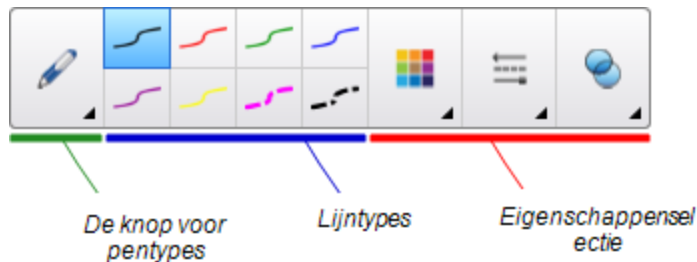 De knop voor
pentypes
Lijntypes
Eigenschappensel
ectie